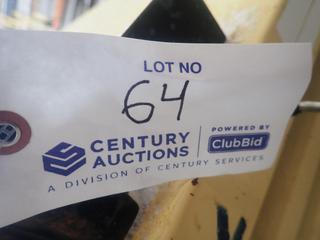 LOT NO
64
CENTURY
AUCTIONS
POWERED BY
ClubBid
A DIVISION OF CENTURY SERVICES